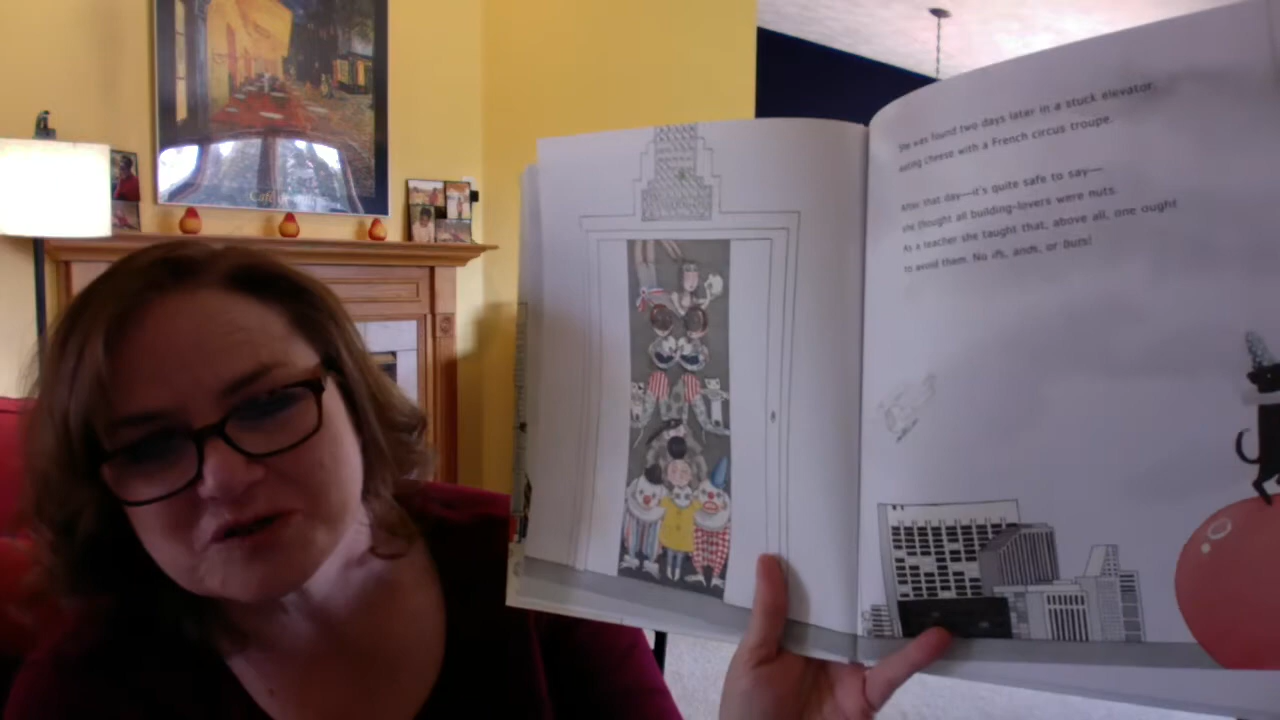 Café
She was found two days later in a stuck elevator,
eating cheese with a French circus troupe.
After that day—it's quite safe to say—
she thought all building-lovers were nuts.
As a teacher she taught that, above all, one ought
to avoid them. No ifs, ands, or buts!